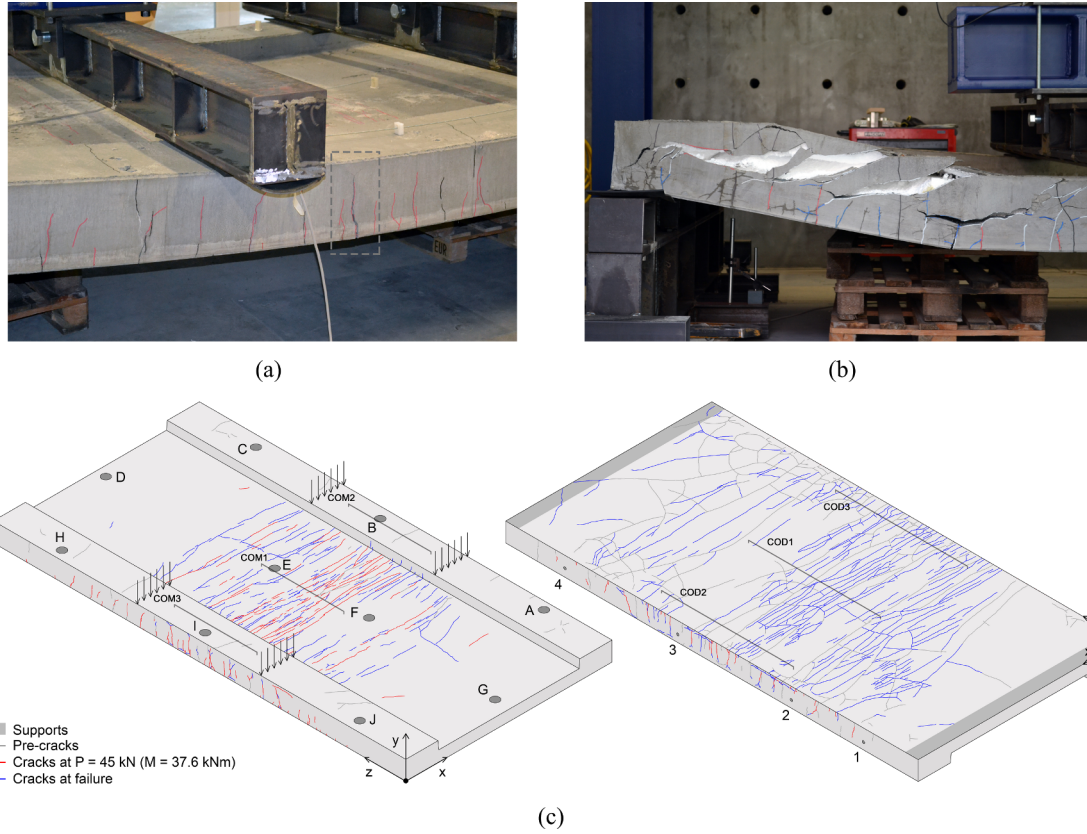 EUR
(a)
(b)
C
D
COM2
B
H
COM1
E
COM3
F
A
I
G
J
y
z
x
COD3
COD1
4
COD2
3
2
1
Supports
Pre-cracks
Cracks at P = 45 kN (M = 37.6 kNm)
Cracks at failure
(c)